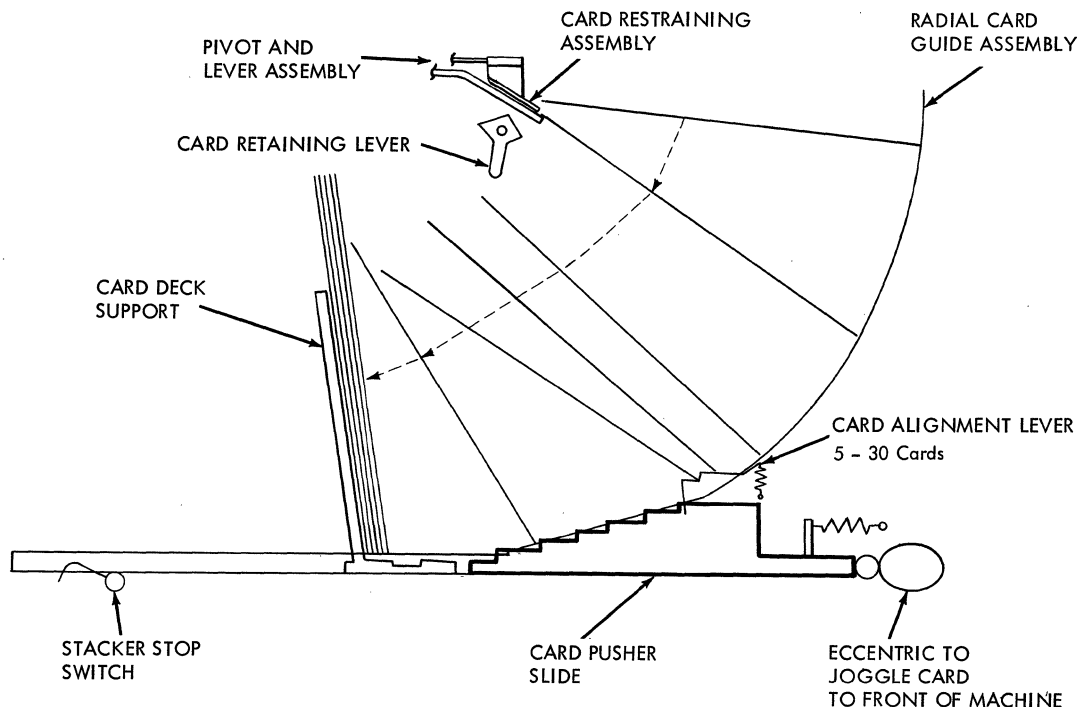 CARD RESTRAINING
ASSEMBLY
RADIAL CARD
GUIDE ASSEMBLY
PIVOT AND
LEVER ASSEMBLY
CARD RETAINING LEVER
CARD DECK
SUPPORT
CARD ALIGNMENT LEVER
5 - 30 Cards
STACKER STOP
SWITCH
CARD PUSHER
SLIDE
ECCENTRIC TO
JOGGLE CARD
TO FRONT OF MACHINE